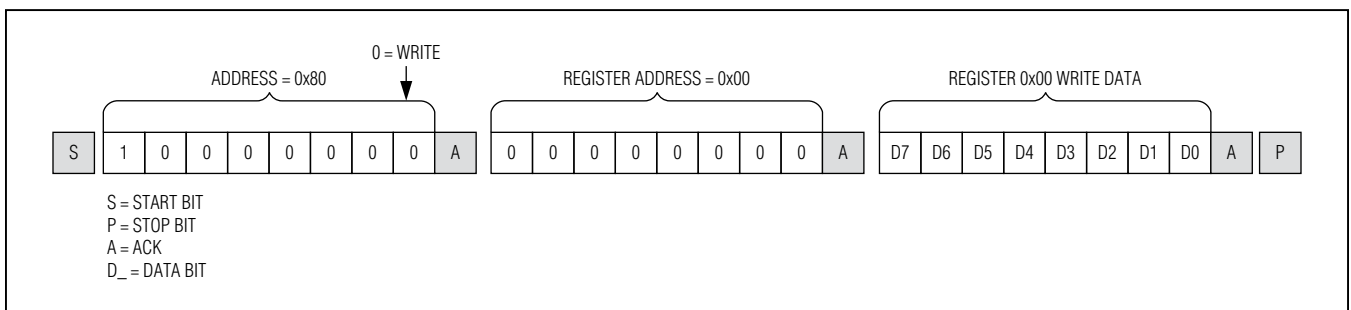 0 = WRITE
ADDRESS = 0x80 REGISTER ADDRESS = 0x00 REGISTER 0x00 WRITE DATA
S 1 0 0 0 0 0 0 0 A 0 0 0 0 0 0 0 0 A D7 D6 D5 D4 D3 D2 D1 D0 A P
S = START BIT
P = STOP BIT
A = ACK
D_ = DATA BIT